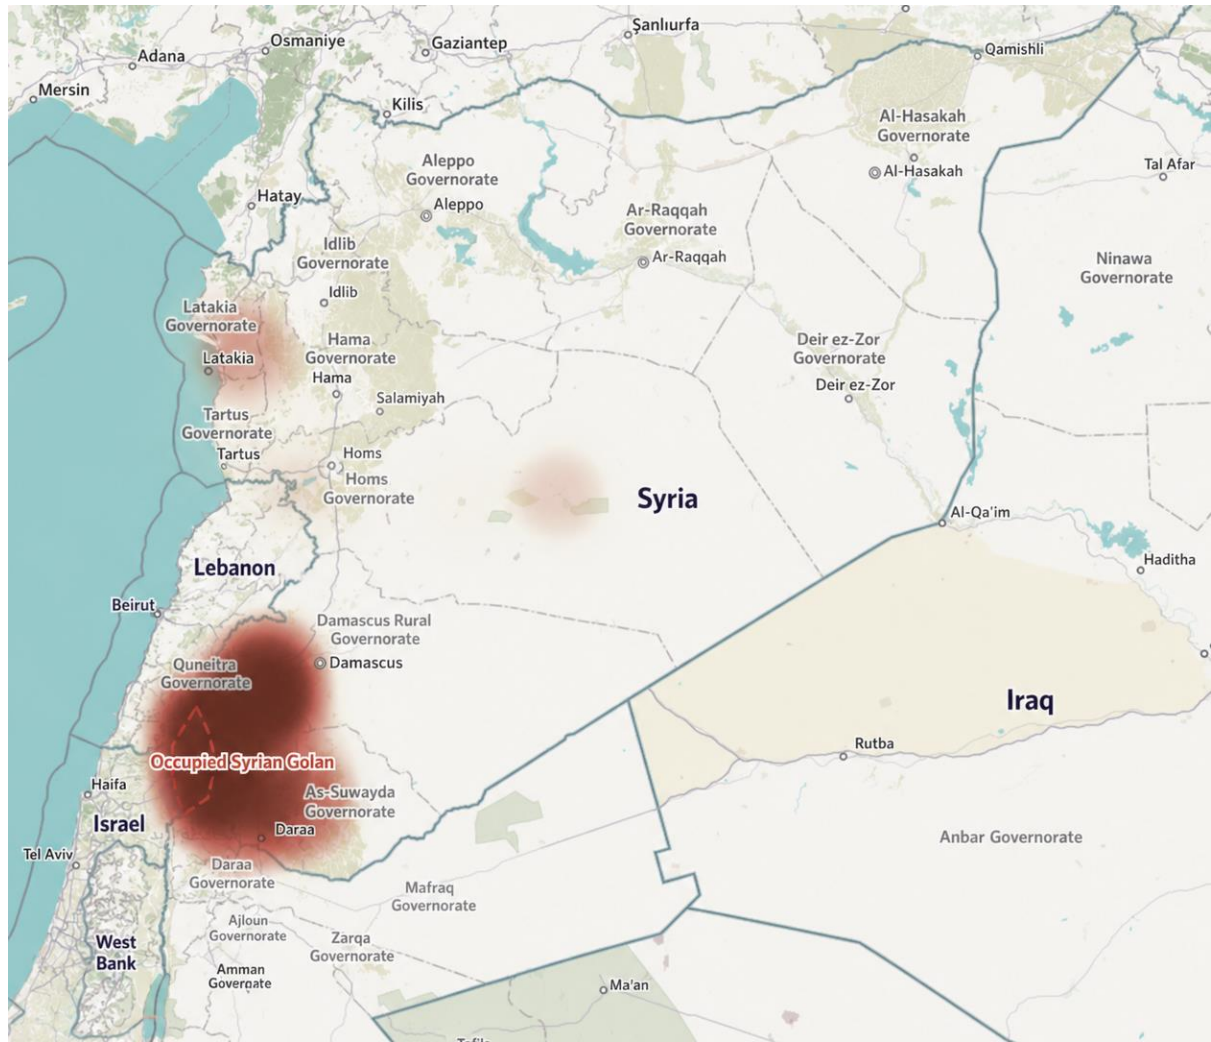 Şanlıurfa
Osmaniye
Gaziantep
Adana
Qamishli
Mersin
Kilis
Al-Hasakah
Governorate
Aleppo
Governorate
Tal Afar
Al-Hasakah
Hatay
Aleppo
Ar-Raqqah
Governorate
Idlib
Governorate
Ar-Raqqah
Ninawa
Governorate
Idlib
Latakia
Governorate
Hama
Governorate
Deir ez-Zor
Governorate
Latakia
Hama
Deir ez-Zor
Salamiyah
Tartus
Governorate
Tartus
Homs
Homs
Governorate
Syria
Al-Qa'im
Lebanon
Haditha
Beirut
Damascus Rural
Governorate
Quneitra
Governorate
Damascus
Iraq
Rutba
Occupied Syrian Golan
Haifa
As-Suwayda
Governorate
Israel
Daraa
Anbar Governorate
Tel Aviv
Daraa
Governorate
Mafraq
Governorate
Ajloun
Governorate
Zarqa
Governorate
West
Bank
Amman
Governate
Ma'an